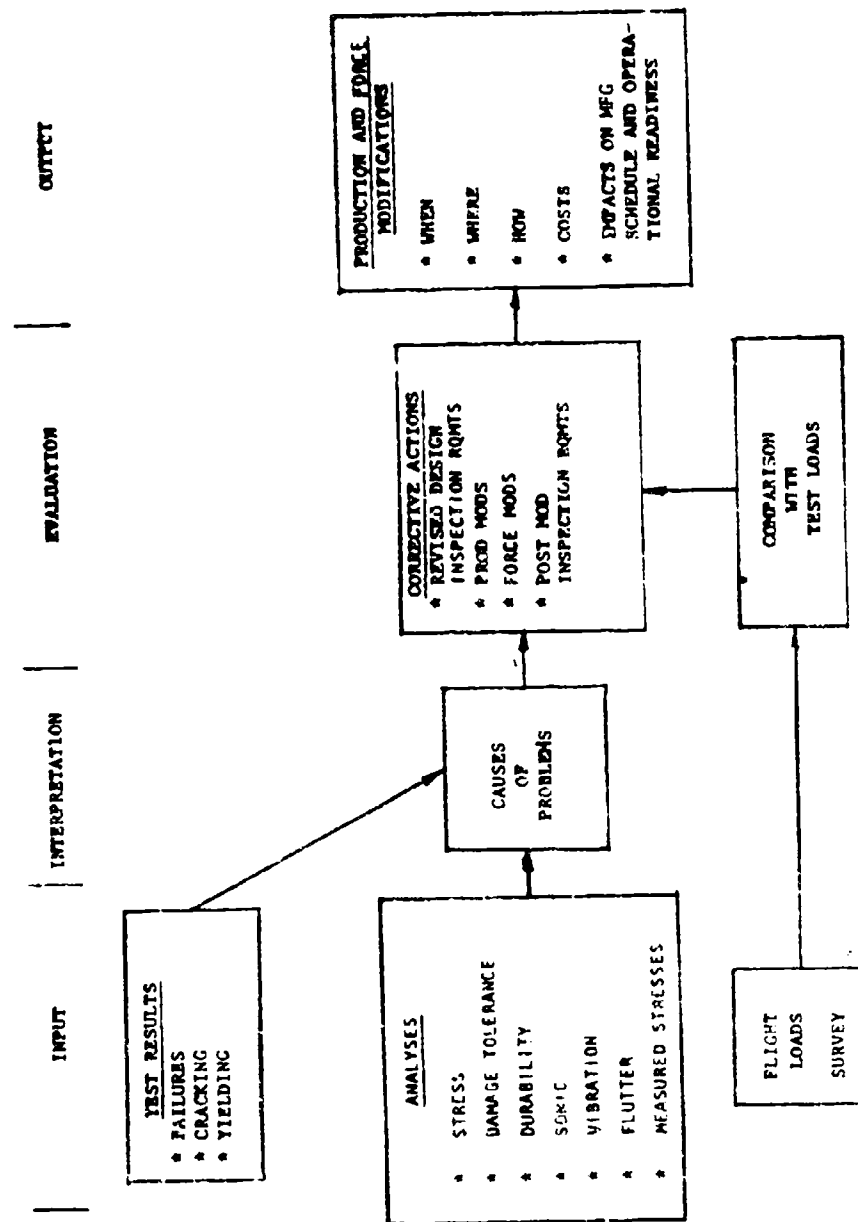 INPUT
INTERPRETATION
EVALUATION
OUTPUT
TEST RESULTS
* FAILURES
* CRACKING
* YIELDING
ANALYSES
* STRESS
* DAMAGE TOLERANCE
* DURABILITY
* SONIC
* VIBRATION
* FLUTTER
* MEASURED STRESSES
FLIGHT
LOADS
SURVEY
CAUSES
OF
PROBLEMS
CORRECTIVE ACTIONS
* REVISED DESIGN
INSPECTION RQMTS
* PROD MODS
* FORCE MODS
* POST MOD
INSPECTION RQMTS
COMPARISON
WITH
TEST LOADS
PRODUCTION AND FORCE
MODIFICATIONS
* WHEN
* WHERE
* HOW
* COSTS
* IMPACTS ON MFG
SCHEDULE AND OPERA-
TIONAL READINESS